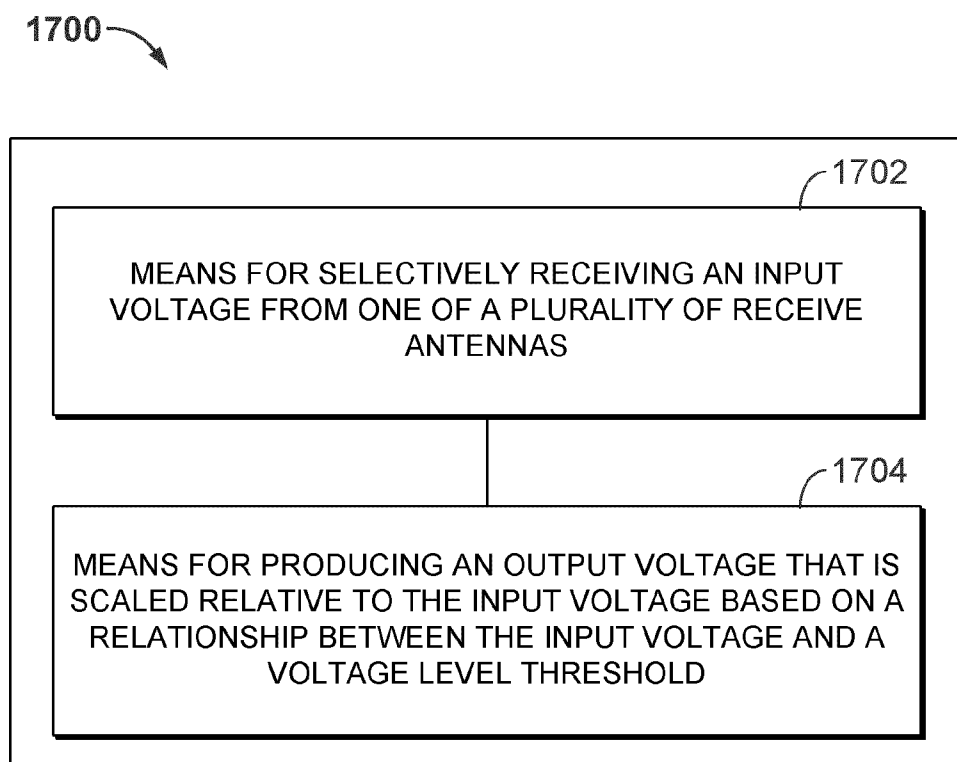 1700
1702
MEANS FOR SELECTIVELY RECEIVING AN INPUT
VOLTAGE FROM ONE OF A PLURALITY OF RECEIVE
ANTENNAS
1704
MEANS FOR PRODUCING AN OUTPUT VOLTAGE THAT IS
SCALED RELATIVE TO THE INPUT VOLTAGE BASED ON A
RELATIONSHIP BETWEEN THE INPUT VOLTAGE AND A
VOLTAGE LEVEL THRESHOLD